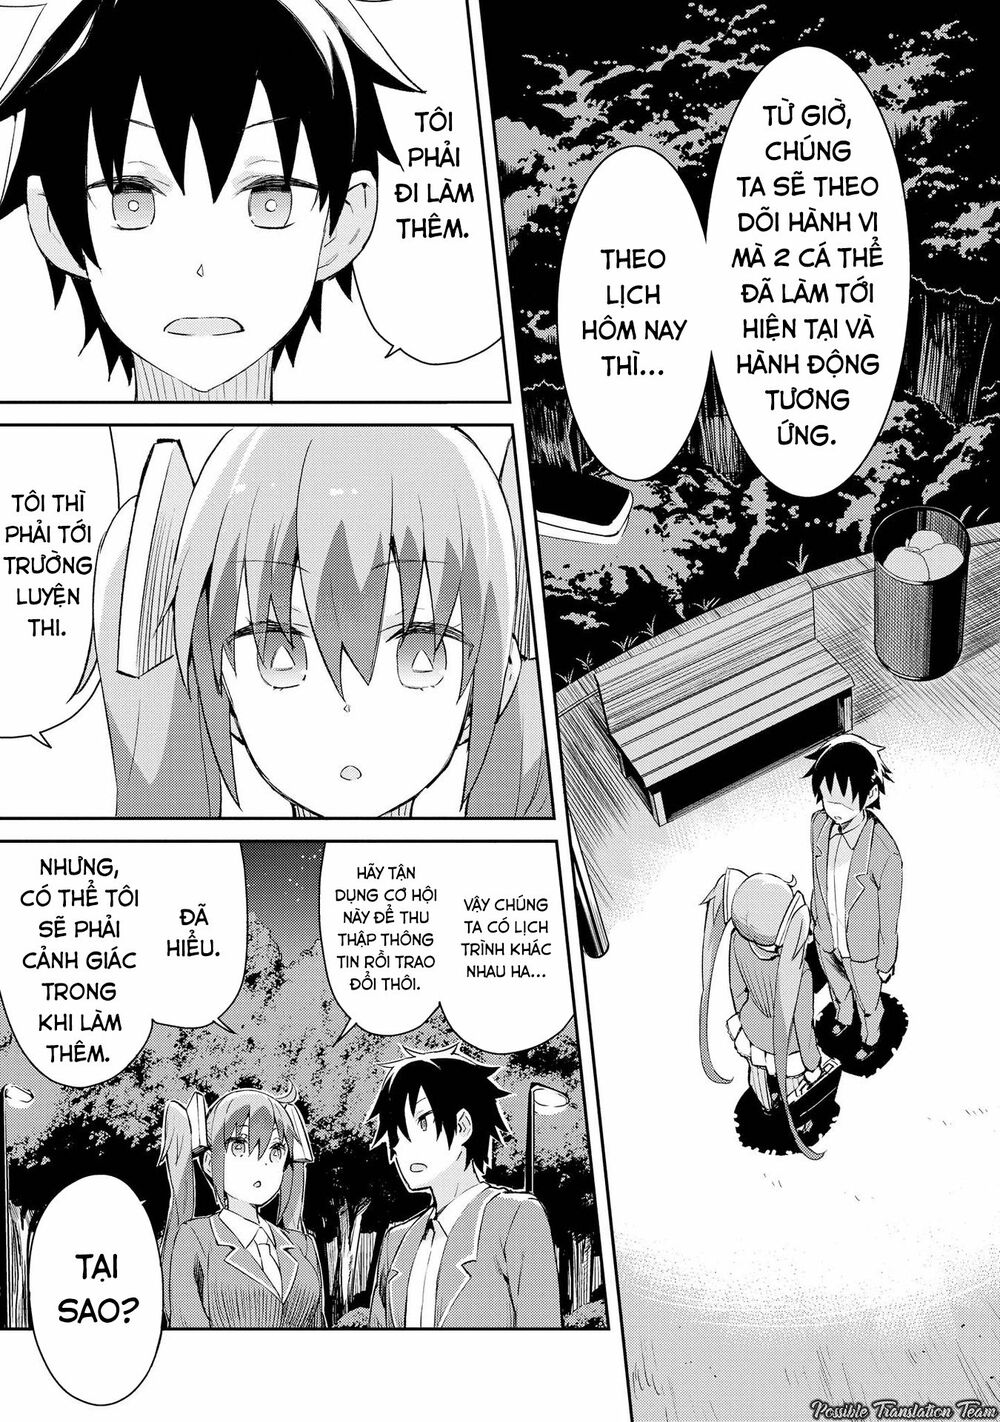 TỪ GIỜ,
CHÚNG
TA SẼ THEO
DÕI HÀNH VI
MÀ 2 CÁ THỂ
ĐÃ LÀM TỚI
HIỆN TẠI VÀ
HÀNH ĐỘNG
TƯƠNG
ỨNG.
THEO
LỊCH
HÔM NAY
THÌ...
TÔI
PHẢI
ĐI LÀM
THÊM.
TÔI THÌ
PHẢI TỚI
TRƯỜNG
LUYỆN
THI.
VẬY CHÚNG
TA CÓ LỊCH
TRÌNH KHÁC
NHAU HA...
HÃY TẬN
DỤNG CƠ HỘI
NÀY ĐỂ THU
THẬP THÔNG
TIN RỒI TRAO
ĐỔI THÔI.
ĐÃ
HIỂU.
NHƯNG,
CÓ THỂ TÔI
SẼ PHẢI
CẢNH GIÁC
TRONG
KHI LÀM
THÊM.
TẠI
SAO?
Possible Translation Team